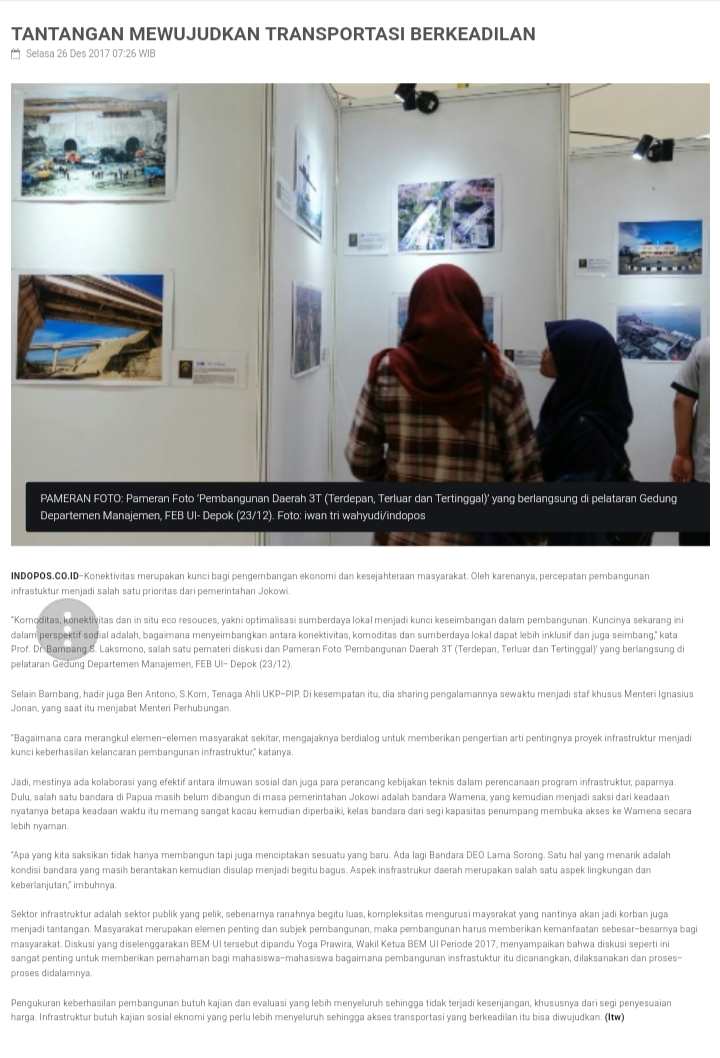 TANTANGAN MEWUJUDKAN TRANSPORTASI BERKEADILAN
Selasa 26 Des 2017 07:26 WIB
PAMERAN FOTO: Pameran Foto 'Pembangunan Daerah 3T (Terdepan, Terluar dan Tertinggal)' yang berlangsung di pelataran Gedung
Departemen Manajemen, FEB UI- Depok (23/12). Foto: iwan tri wahyudi/indopos
INDOPOS.CO.ID–Konektivitas merupakan kunci bagi pengembangan ekonomi dan kesejahteraan masyarakat. Oleh karenanya, percepatan pembangunan
infrastuktur menjadi salah satu prioritas dari pemerintahan Jokowi.
"Komoditas, konektivitas dan in situ eco resouces, yakni optimalisasi sumberdaya lokal menjadi kunci keseimbangan dalam pembangunan. Kuncinya sekarang ini
dalam perspektif sodial adalah, bagaimana menyeimbangkan antara konektivitas, komoditas dan sumberdaya lokal dapat lebih inklusif dan juga seimbang," kata
Prof. Dr. Bambang S. Laksmono, salah satu pemateri diskusi dan Pameran Foto 'Pembangunan Daerah 3T (Terdepan, Terluar dan Tertinggal)' yang berlangsung di
pelataran Gedung Departemen Manajemen, FEB UI– Depok (23/12).
Selain Bambang, hadir juga Ben Antono, S.Kom, Tenaga Ahli UKP–PIP. Di kesempatan itu, dia sharing pengalamannya sewaktu menjadi staf khusus Menteri Ignasius
Jonan, yang saat itu menjabat Menteri Perhubungan.
"Bagaimana cara merangkul elemen–elemen masyarakat sekitar, mengajaknya berdialog untuk memberikan pengertian arti pentingnya proyek infrastruktur menjadi
kunci keberhasilan kelancaran pembangunan infrastruktur," katanya.
Jadi, mestinya ada kolaborasi yang efektif antara ilmuwan sosial dan juga para perancang kebijakan teknis dalam perencanaan program infrastruktur, paparnya.
Dulu, salah satu bandara di Papua masih belum dibangun di masa pemerintahan Jokowi adalah bandara Wamena, yang kemudian menjadi saksi dari keadaan
nyatanya betapa keadaan waktu itu memang sangat kacau kemudian diperbaiki, kelas bandara dari segi kapasitas penumpang membuka akses ke Wamena secara
lebih nyaman.
"Apa yang kita saksikan tidak hanya membangun tapi juga menciptakan sesuatu yang baru. Ada lagi Bandara DEO Lama Sorong. Satu hal yang menarik adalah
kondisi bandara yang masih berantakan kemudian disulap menjadi begitu bagus. Aspek insfrastrukur daerah merupakan salah satu aspek lingkungan dan
keberlanjutan," imbuhnya.
Sektor infrastruktur adalah sektor publik yang pelik, sebenarnya ranahnya begitu luas, kompleksitas mengurusi maysrakat yang nantinya akan jadi korban juga
menjadi tantangan. Masyarakat merupakan elemen penting dan subjek pembangunan, maka pembangunan harus memberikan kemanfaatan sebesar–besarnya bagi
masyarakat. Diskusi yang diselenggarakan BEM UI tersebut dipandu Yoga Prawira, Wakil Ketua BEM UI Periode 2017, menyampaikan bahwa diskusi seperti ini
sangat penting untuk memberikan pemahaman bagi mahasiswa–mahasiswa bagaimana pembangunan insfrastuktur itu dicanangkan, dilaksanakan dan proses–
proses didalamnya.
Pengukuran keberhasilan pembangunan butuh kajian dan evaluasi yang lebih menyeluruh sehingga tidak terjadi kesenjangan, khususnya dari segi penyesuaian
harga. Infrastruktur butuh kajian sosial eknomi yang perlu lebih menyeluruh sehingga akses transportasi yang berkeadilan itu bisa diwujudkan. (Itw)